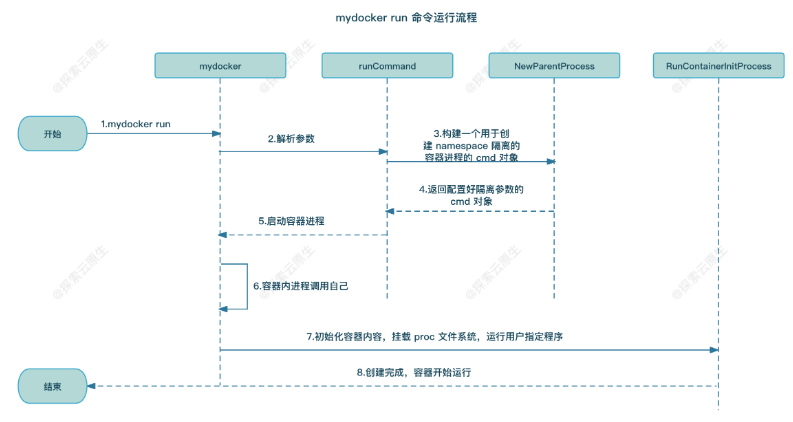 mydocker run 命令运行流程
@探索云原生
@探索云原生
@探索云原生
@探索云原生
mydocker
runCommand
NewParentProcess
RunContainerInitProcess
开始
1.mydocker run
2.解析参数
3.构建一个用于创
建 namespace 隔离的
容器进程的 cmd 对象
4.返回配置好隔离参数的
cmd 对象
5.启动容器进程
@探索云原生
@探索云原生
@探索云原生
@探索云原生
6.容器内进程调用自己
7.初始化容器内容，挂载 proc 文件系统，运行用户指定程序
8.创建完成，容器开始运行
结束